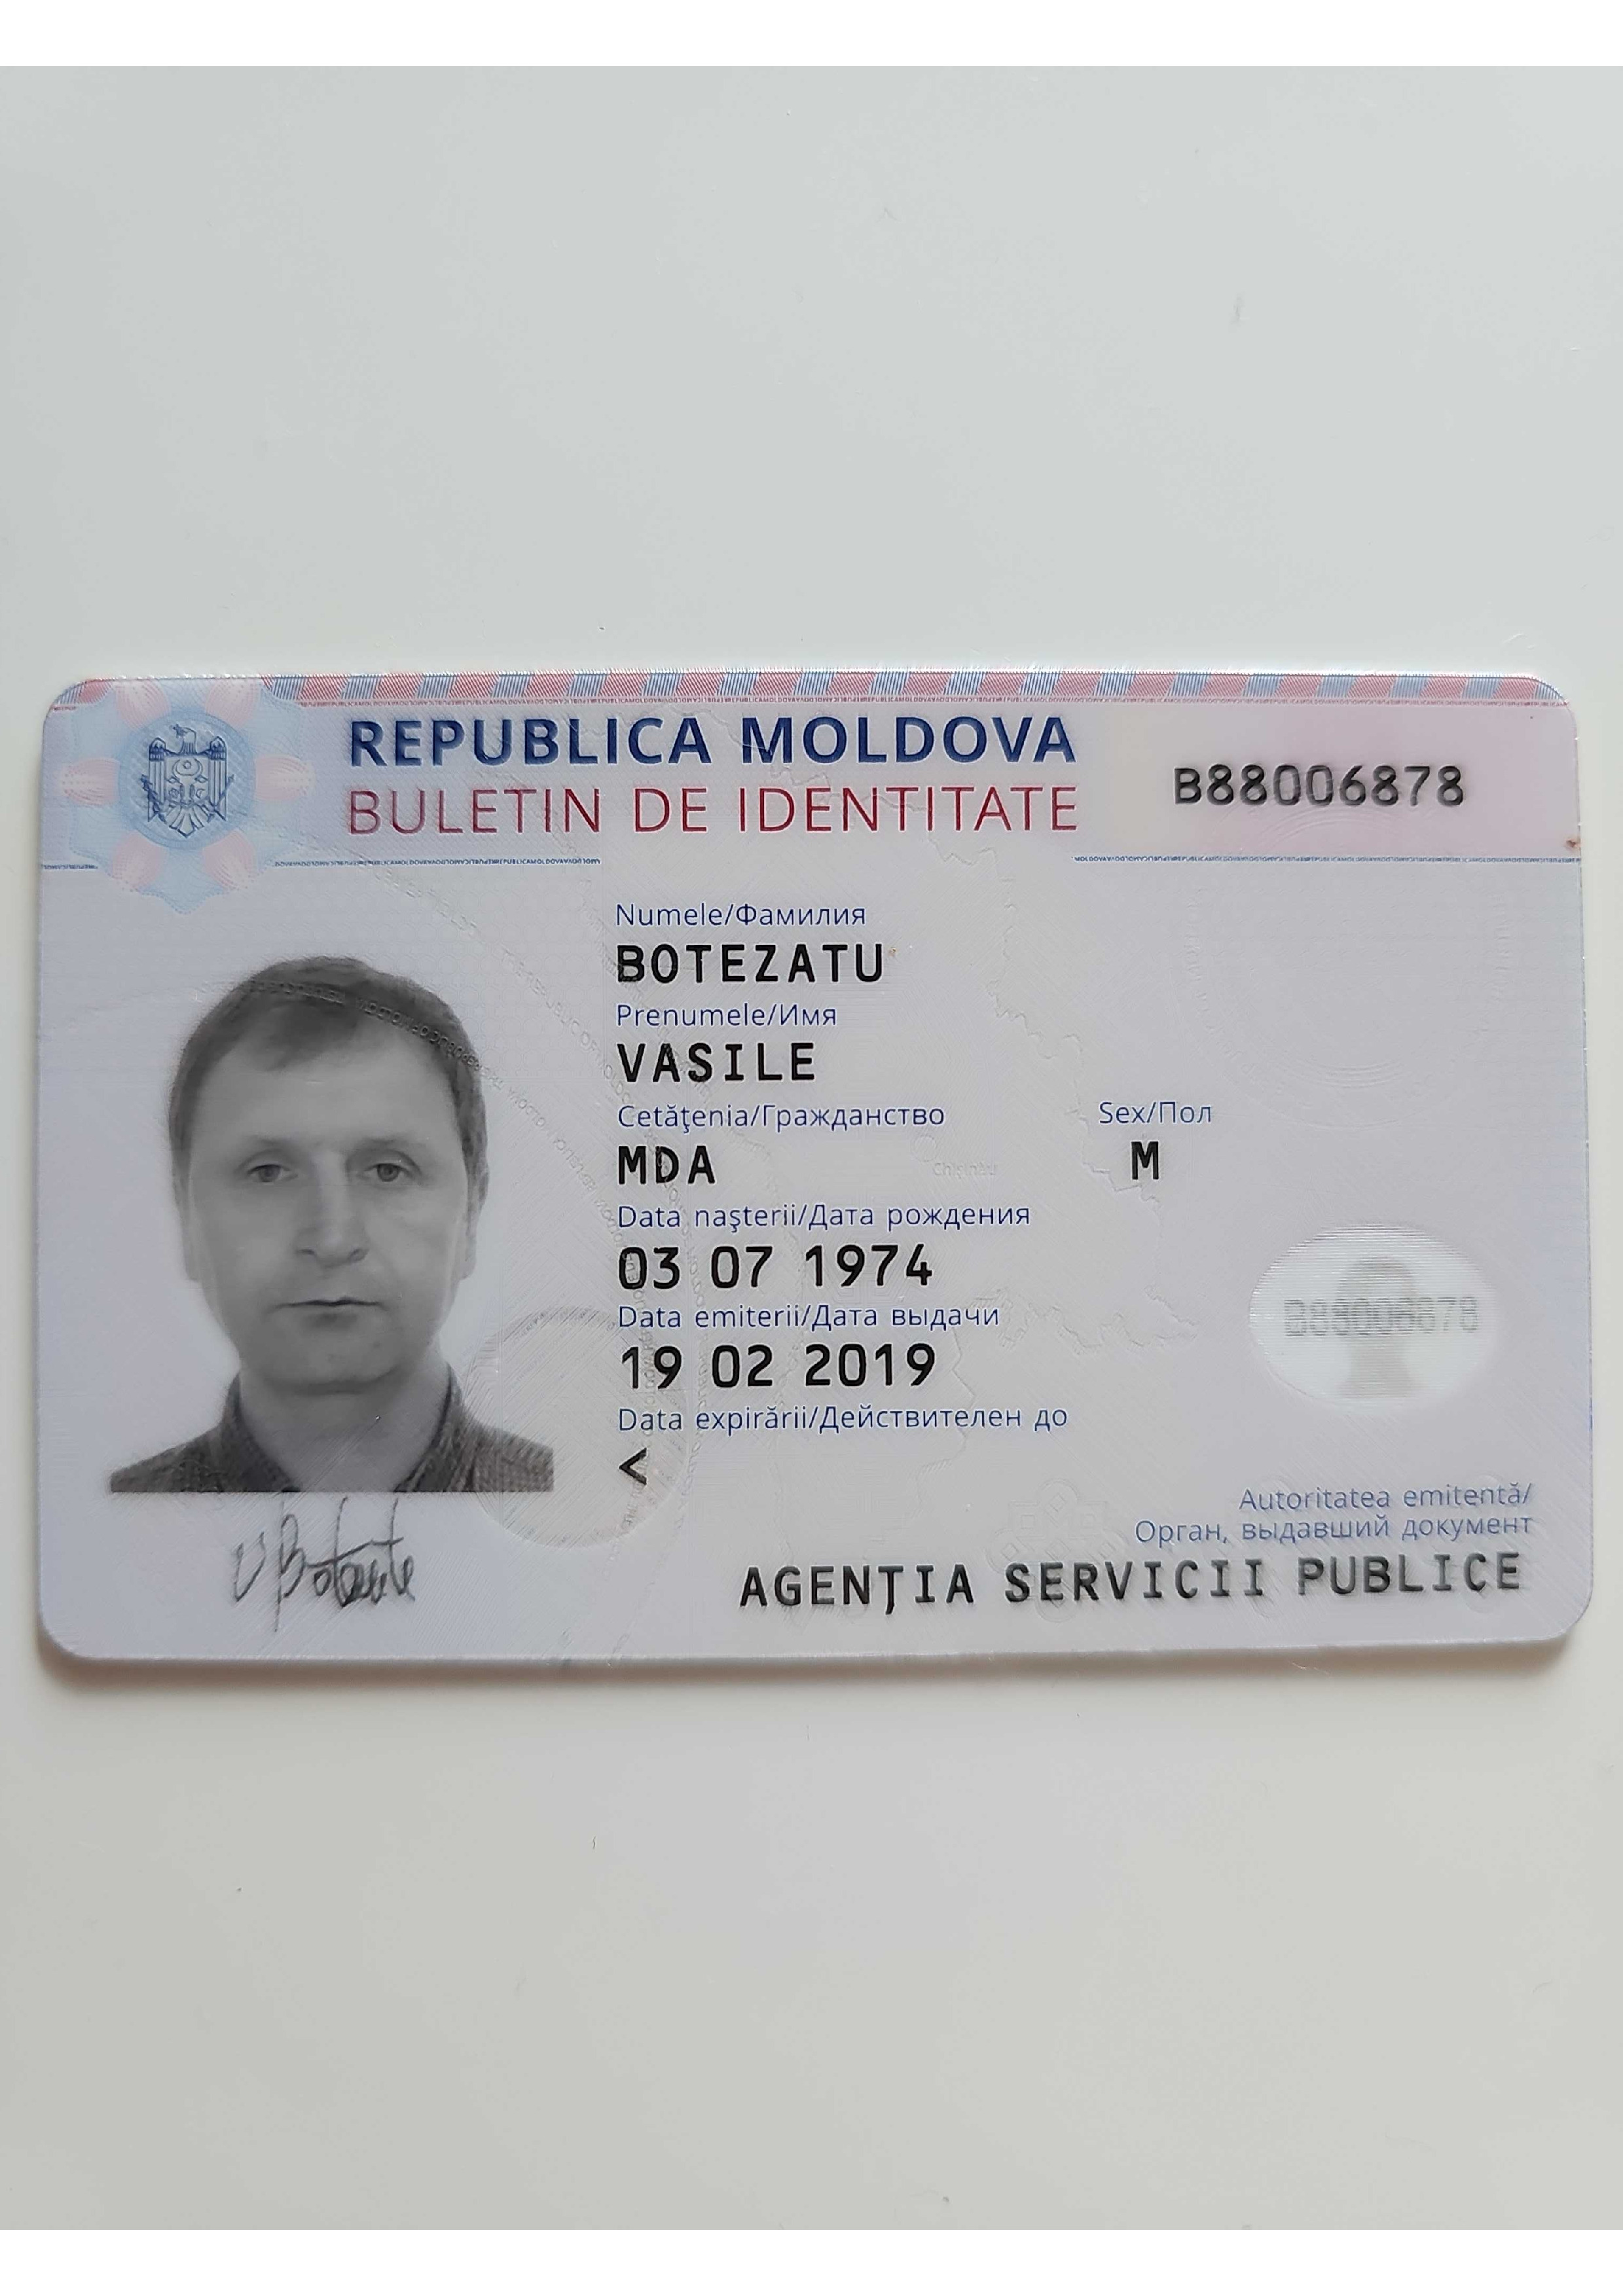 REPUBLICA MOLDOVA
BULETIN DE IDENTITATE
B88006878
Numele/Фамилия
BOTEZATU
Prenumele/Имя
VASILE
Cetăţenia/Гражданство
MDA
Sex/Пол
M
Data naşterii/Дата рождения
03 07 1974
Data emiterii/Дата выдачи
19 02 2019
Data expirării/Действителен до
<
B88006878
Chişinău
Autoritatea emitentă/
Орган, выдавший документ
AGENŢIA SERVICII PUBLICE